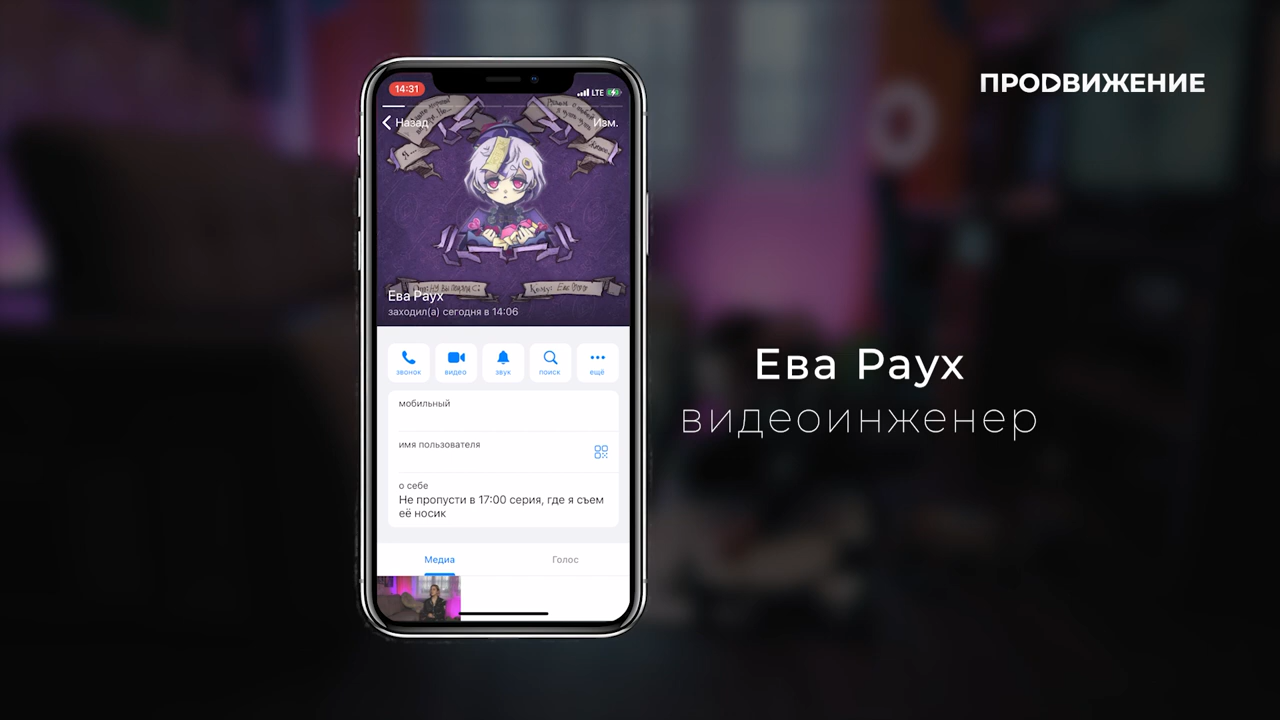 ПРОDВИЖЕНИЕ
14:31
LTE
Назад
Изм.
Я...
Ева Раух
заходил(а) сегодня в 14:06
звонок
видео
звук
поиск
ещё
мобильный
имя пользователя
о себе
Не пропусти в 17:00 серия, где я съем
её носик
Медиа
Голос
Ева Раух
видеоинженер